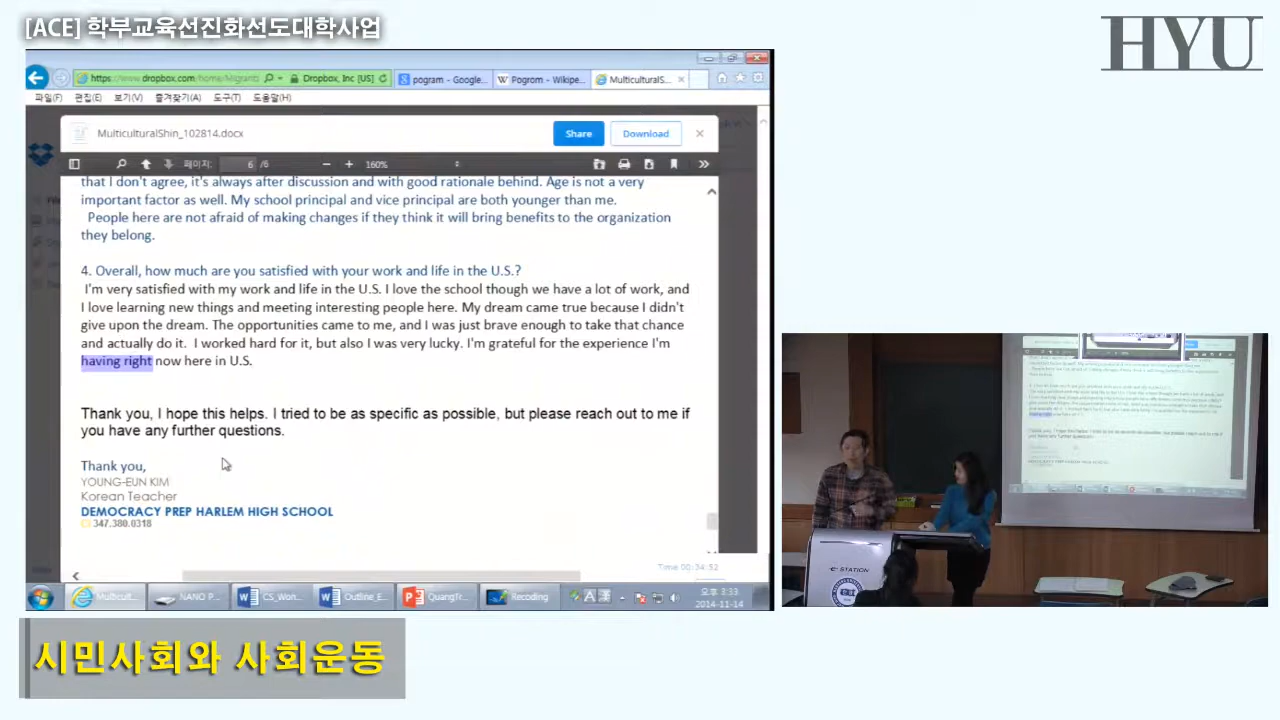 [ACE] 학부교육선진화선도대학사업
HYU
https://www.dropbox.com/home/Migrants
Dropbox, Inc [US]
pogram - Google...
Pogrom - Wikipe...
MulticulturalS...
파일(F) 편집(E) 보기(V) 즐겨찾기(A) 도구(T) 도움말(H)
MulticulturalShin_102814.docx
Share
Download
페이지: 6 /6
160%
that I don't agree, it's always after discussion and with good rationale behind. Age is not a very
important factor as well. My school principal and vice principal are both younger than me.
People here are not afraid of making changes if they think it will bring benefits to the organization
they belong.
4. Overall, how much are you satisfied with your work and life in the U.S.?
I'm very satisfied with my work and life in the U.S. I love the school though we have a lot of work, and
I love learning new things and meeting interesting people here. My dream came true because I didn't
give upon the dream. The opportunities came to me, and I was just brave enough to take that chance
and actually do it. I worked hard for it, but also I was very lucky. I'm grateful for the experience I'm
having right now here in U.S.
Thank you, I hope this helps. I tried to be as specific as possible, but please reach out to me if
you have any further questions.
Thank you,
YOUNG-EUN KIM
Korean Teacher
DEMOCRACY PREP HARLEM HIGH SCHOOL
347.380.0318
Time 00:34:52
Multicult...
NANO P...
CS_Won...
Outline_E...
QuangTr...
Recoding
A 漢
오후 3:33
2014-11-14
e-STATION
시민사회와 사회운동